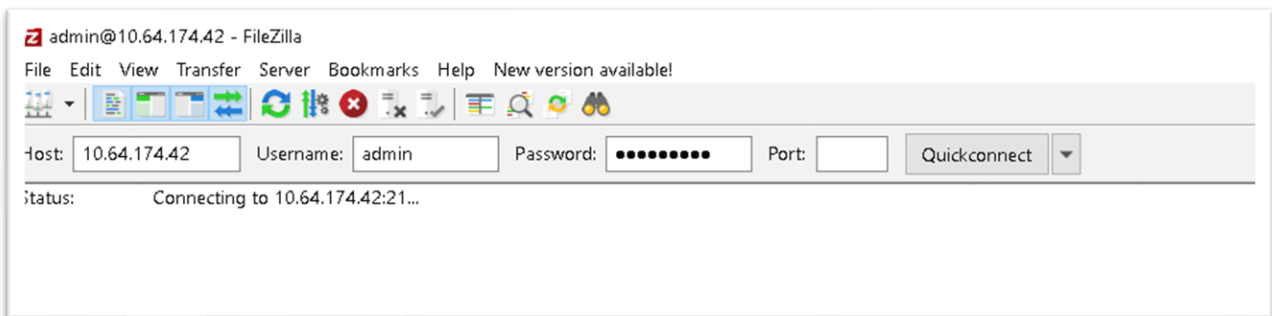 admin@10.64.174.42 - FileZilla
File Edit View Transfer Server Bookmarks Help New version available!
Host: 10.64.174.42 Username: admin Password: ●●●●●●●●● Port: Quickconnect
Status: Connecting to 10.64.174.42:21...